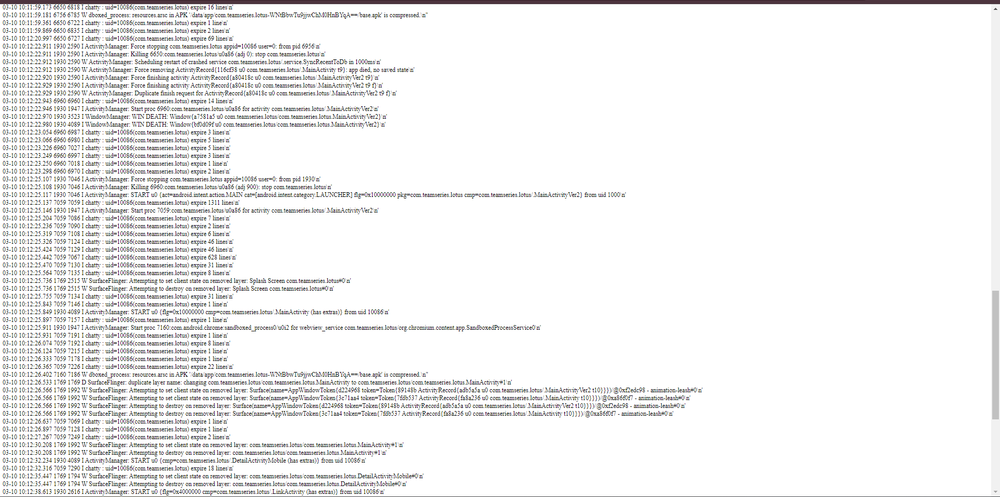 03-10 10:11:59.173 6650 6818 I chatty : uid=10086(com.teamseries.lotus) expire 16 lines\n'
03-10 10:11:59.181 6756 6785 W dboxed_process: resources.arsc in APK '/data/app/com.teamseries.lotus-WNtBbwTu9jjwChM0HnBYqA==/base.apk' is compressed.\n"
03-10 10:11:59.361 6650 6722 I chatty : uid=10086(com.teamseries.lotus) expire 1 line\n'
03-10 10:11:59.869 6650 6835 I chatty : uid=10086(com.teamseries.lotus) expire 2 lines\n'
03-10 10:12:20.997 6650 6727 I chatty : uid=10086(com.teamseries.lotus) expire 69 lines\n'
03-10 10:12:22.911 1930 2590 I ActivityManager: Force stopping com.teamseries.lotus appid=10086 user=0: from pid 6956\n'
03-10 10:12:22.911 1930 2590 I ActivityManager: Killing 6650:com.teamseries.lotus/u0a86 (adj 0): stop com.teamseries.lotus\n'
03-10 10:12:22.912 1930 2590 W ActivityManager: Scheduling restart of crashed service com.teamseries.lotus/.service.SyncRecentToDb in 1000ms\n'
03-10 10:12:22.912 1930 2590 W ActivityManager: Force removing ActivityRecord{116cf38 u0 com.teamseries.lotus/.MainActivity t9}: app died, no saved state\n'
03-10 10:12:22.920 1930 2590 I ActivityManager: Force finishing activity ActivityRecord{a80418c u0 com.teamseries.lotus/.MainActivityVer2 t9}\n'
03-10 10:12:22.929 1930 2590 I ActivityManager: Force finishing activity ActivityRecord{a80418c u0 com.teamseries.lotus/.MainActivityVer2 t9 f}\n'
03-10 10:12:22.929 1930 2590 W ActivityManager: Duplicate finish request for ActivityRecord{a80418c u0 com.teamseries.lotus/.MainActivityVer2 t9 f}\n'
03-10 10:12:22.943 6960 6960 I chatty : uid=10086(com.teamseries.lotus) expire 14 lines\n'
03-10 10:12:22.946 1930 1947 I ActivityManager: Start proc 6960:com.teamseries.lotus/u0a86 for activity com.teamseries.lotus/.MainActivityVer2\n'
03-10 10:12:22.970 1930 3523 I WindowManager: WIN DEATH: Window{a7581a5 u0 com.teamseries.lotus/com.teamseries.lotus.MainActivityVer2}\n'
03-10 10:12:22.980 1930 4089 I WindowManager: WIN DEATH: Window{bf0d09f u0 com.teamseries.lotus/com.teamseries.lotus.MainActivityVer2}\n'
03-10 10:12:23.054 6960 6987 I chatty : uid=10086(com.teamseries.lotus) expire 3 lines\n'
03-10 10:12:23.066 6960 6980 I chatty : uid=10086(com.teamseries.lotus) expire 5 lines\n'
03-10 10:12:23.226 6960 7027 I chatty : uid=10086(com.teamseries.lotus) expire 5 lines\n'
03-10 10:12:23.249 6960 6997 I chatty : uid=10086(com.teamseries.lotus) expire 3 lines\n'
03-10 10:12:23.250 6960 7018 I chatty : uid=10086(com.teamseries.lotus) expire 1 line\n'
03-10 10:12:23.298 6960 6970 I chatty : uid=10086(com.teamseries.lotus) expire 2 lines\n'
03-10 10:12:25.107 1930 7046 I ActivityManager: Force stopping com.teamseries.lotus appid=10086 user=0: from pid 1930\n'
03-10 10:12:25.108 1930 7046 I ActivityManager: Killing 6960:com.teamseries.lotus/u0a86 (adj 900): stop com.teamseries.lotus\n'
03-10 10:12:25.117 1930 7046 I ActivityManager: START u0 {act=android.intent.action.MAIN cat=[android.intent.category.LAUNCHER] flg=0x10000000 pkg=com.teamseries.lotus cmp=com.teamseries.lotus/.MainActivityVer2} from uid 1000\n'
03-10 10:12:25.137 7059 7059 I chatty : uid=10086(com.teamseries.lotus) expire 1311 lines\n'
03-10 10:12:25.146 1930 1947 I ActivityManager: Start proc 7059:com.teamseries.lotus/u0a86 for activity com.teamseries.lotus/.MainActivityVer2\n'
03-10 10:12:25.204 7059 7086 I chatty : uid=10086(com.teamseries.lotus) expire 7 lines\n'
03-10 10:12:25.236 7059 7090 I chatty : uid=10086(com.teamseries.lotus) expire 2 lines\n'
03-10 10:12:25.319 7059 7108 I chatty : uid=10086(com.teamseries.lotus) expire 6 lines\n'
03-10 10:12:25.326 7059 7124 I chatty : uid=10086(com.teamseries.lotus) expire 46 lines\n'
03-10 10:12:25.424 7059 7129 I chatty : uid=10086(com.teamseries.lotus) expire 46 lines\n'
03-10 10:12:25.442 7059 7067 I chatty : uid=10086(com.teamseries.lotus) expire 628 lines\n'
03-10 10:12:25.470 7059 7130 I chatty : uid=10086(com.teamseries.lotus) expire 31 lines\n'
03-10 10:12:25.564 7059 7135 I chatty : uid=10086(com.teamseries.lotus) expire 8 lines\n'
03-10 10:12:25.736 1769 2515 W SurfaceFlinger: Attempting to set client state on removed layer: Splash Screen com.teamseries.lotus#0\n'
03-10 10:12:25.736 1769 2515 W SurfaceFlinger: Attempting to destroy on removed layer: Splash Screen com.teamseries.lotus#0\n'
03-10 10:12:25.755 7059 7134 I chatty : uid=10086(com.teamseries.lotus) expire 31 lines\n'
03-10 10:12:25.843 7059 7146 I chatty : uid=10086(com.teamseries.lotus) expire 1 line\n'
03-10 10:12:25.849 1930 4089 I ActivityManager: START u0 {flg=0x10000000 cmp=com.teamseries.lotus/.MainActivity (has extras)} from uid 10086\n'
03-10 10:12:25.897 7059 7157 I chatty : uid=10086(com.teamseries.lotus) expire 1 line\n'
03-10 10:12:25.911 1930 1947 I ActivityManager: Start proc 7160:com.android.chrome:sandboxed_process0/u0i2 for webview_service com.teamseries.lotus/org.chromium.content.app.SandboxedProcessService0\n'
03-10 10:12:25.931 7059 7191 I chatty : uid=10086(com.teamseries.lotus) expire 1 line\n'
03-10 10:12:26.074 7059 7192 I chatty : uid=10086(com.teamseries.lotus) expire 8 lines\n'
03-10 10:12:26.124 7059 7215 I chatty : uid=10086(com.teamseries.lotus) expire 1 line\n'
03-10 10:12:26.333 7059 7178 I chatty : uid=10086(com.teamseries.lotus) expire 1 line\n'
03-10 10:12:26.365 7059 7226 I chatty : uid=10086(com.teamseries.lotus) expire 22 lines\n'
03-10 10:12:26.402 7160 7186 W dboxed_process: resources.arsc in APK '/data/app/com.teamseries.lotus-WNtBbwTu9jjwChM0HnBYqA==/base.apk' is compressed.\n"
03-10 10:12:26.533 1769 1769 D SurfaceFlinger: duplicate layer name: changing com.teamseries.lotus/com.teamseries.lotus.MainActivity to com.teamseries.lotus/com.teamseries.lotus.MainActivity#1\n'
03-10 10:12:26.566 1769 1992 W SurfaceFlinger: Attempting to set client state on removed layer: Surface(name=AppWindowToken{d224968 token=Token{89148b ActivityRecord{adb5a5a u0 com.teamseries.lotus/.MainActivityVer2 t10}}})/@0xf2edc98 - animation-leash#0\n'
03-10 10:12:26.566 1769 1992 W SurfaceFlinger: Attempting to set client state on removed layer: Surface(name=AppWindowToken{3c71aa4 token=Token{7fdb537 ActivityRecord{fa8a236 u0 com.teamseries.lotus/.MainActivity t10}}})/@0xa86f0f7 - animation-leash#0\n'
03-10 10:12:26.566 1769 1992 W SurfaceFlinger: Attempting to destroy on removed layer: Surface(name=AppWindowToken{d224968 token=Token{89148b ActivityRecord{adb5a5a u0 com.teamseries.lotus/.MainActivityVer2 t10}}})/@0xf2edc98 - animation-leash#0\n'
03-10 10:12:26.566 1769 1992 W SurfaceFlinger: Attempting to destroy on removed layer: Surface(name=AppWindowToken{3c71aa4 token=Token{7fdb537 ActivityRecord{fa8a236 u0 com.teamseries.lotus/.MainActivity t10}}})/@0xa86f0f7 - animation-leash#0\n'
03-10 10:12:26.637 7059 7069 I chatty : uid=10086(com.teamseries.lotus) expire 1 line\n'
03-10 10:12:26.897 7059 7128 I chatty : uid=10086(com.teamseries.lotus) expire 1 line\n'
03-10 10:12:27.267 7059 7249 I chatty : uid=10086(com.teamseries.lotus) expire 2 lines\n'
03-10 10:12:30.208 1769 1992 W SurfaceFlinger: Attempting to set client state on removed layer: com.teamseries.lotus/com.teamseries.lotus.MainActivity#1\n'
03-10 10:12:30.208 1769 1992 W SurfaceFlinger: Attempting to destroy on removed layer: com.teamseries.lotus/com.teamseries.lotus.MainActivity#1\n'
03-10 10:12:32.234 1930 4089 I ActivityManager: START u0 {cmp=com.teamseries.lotus/.DetailActivityMobile (has extras)} from uid 10086\n'
03-10 10:12:32.316 7059 7290 I chatty : uid=10086(com.teamseries.lotus) expire 18 lines\n'
03-10 10:12:35.447 1769 1794 W SurfaceFlinger: Attempting to set client state on removed layer: com.teamseries.lotus/com.teamseries.lotus.DetailActivityMobile#0\n'
03-10 10:12:35.447 1769 1794 W SurfaceFlinger: Attempting to destroy on removed layer: com.teamseries.lotus/com.teamseries.lotus.DetailActivityMobile#0\n'
03-10 10:12:38.613 1930 2616 I ActivityManager: START u0 {flg=0x4000000 cmp=com.teamseries.lotus/.LinkActivity (has extras)} from uid 10086\n'